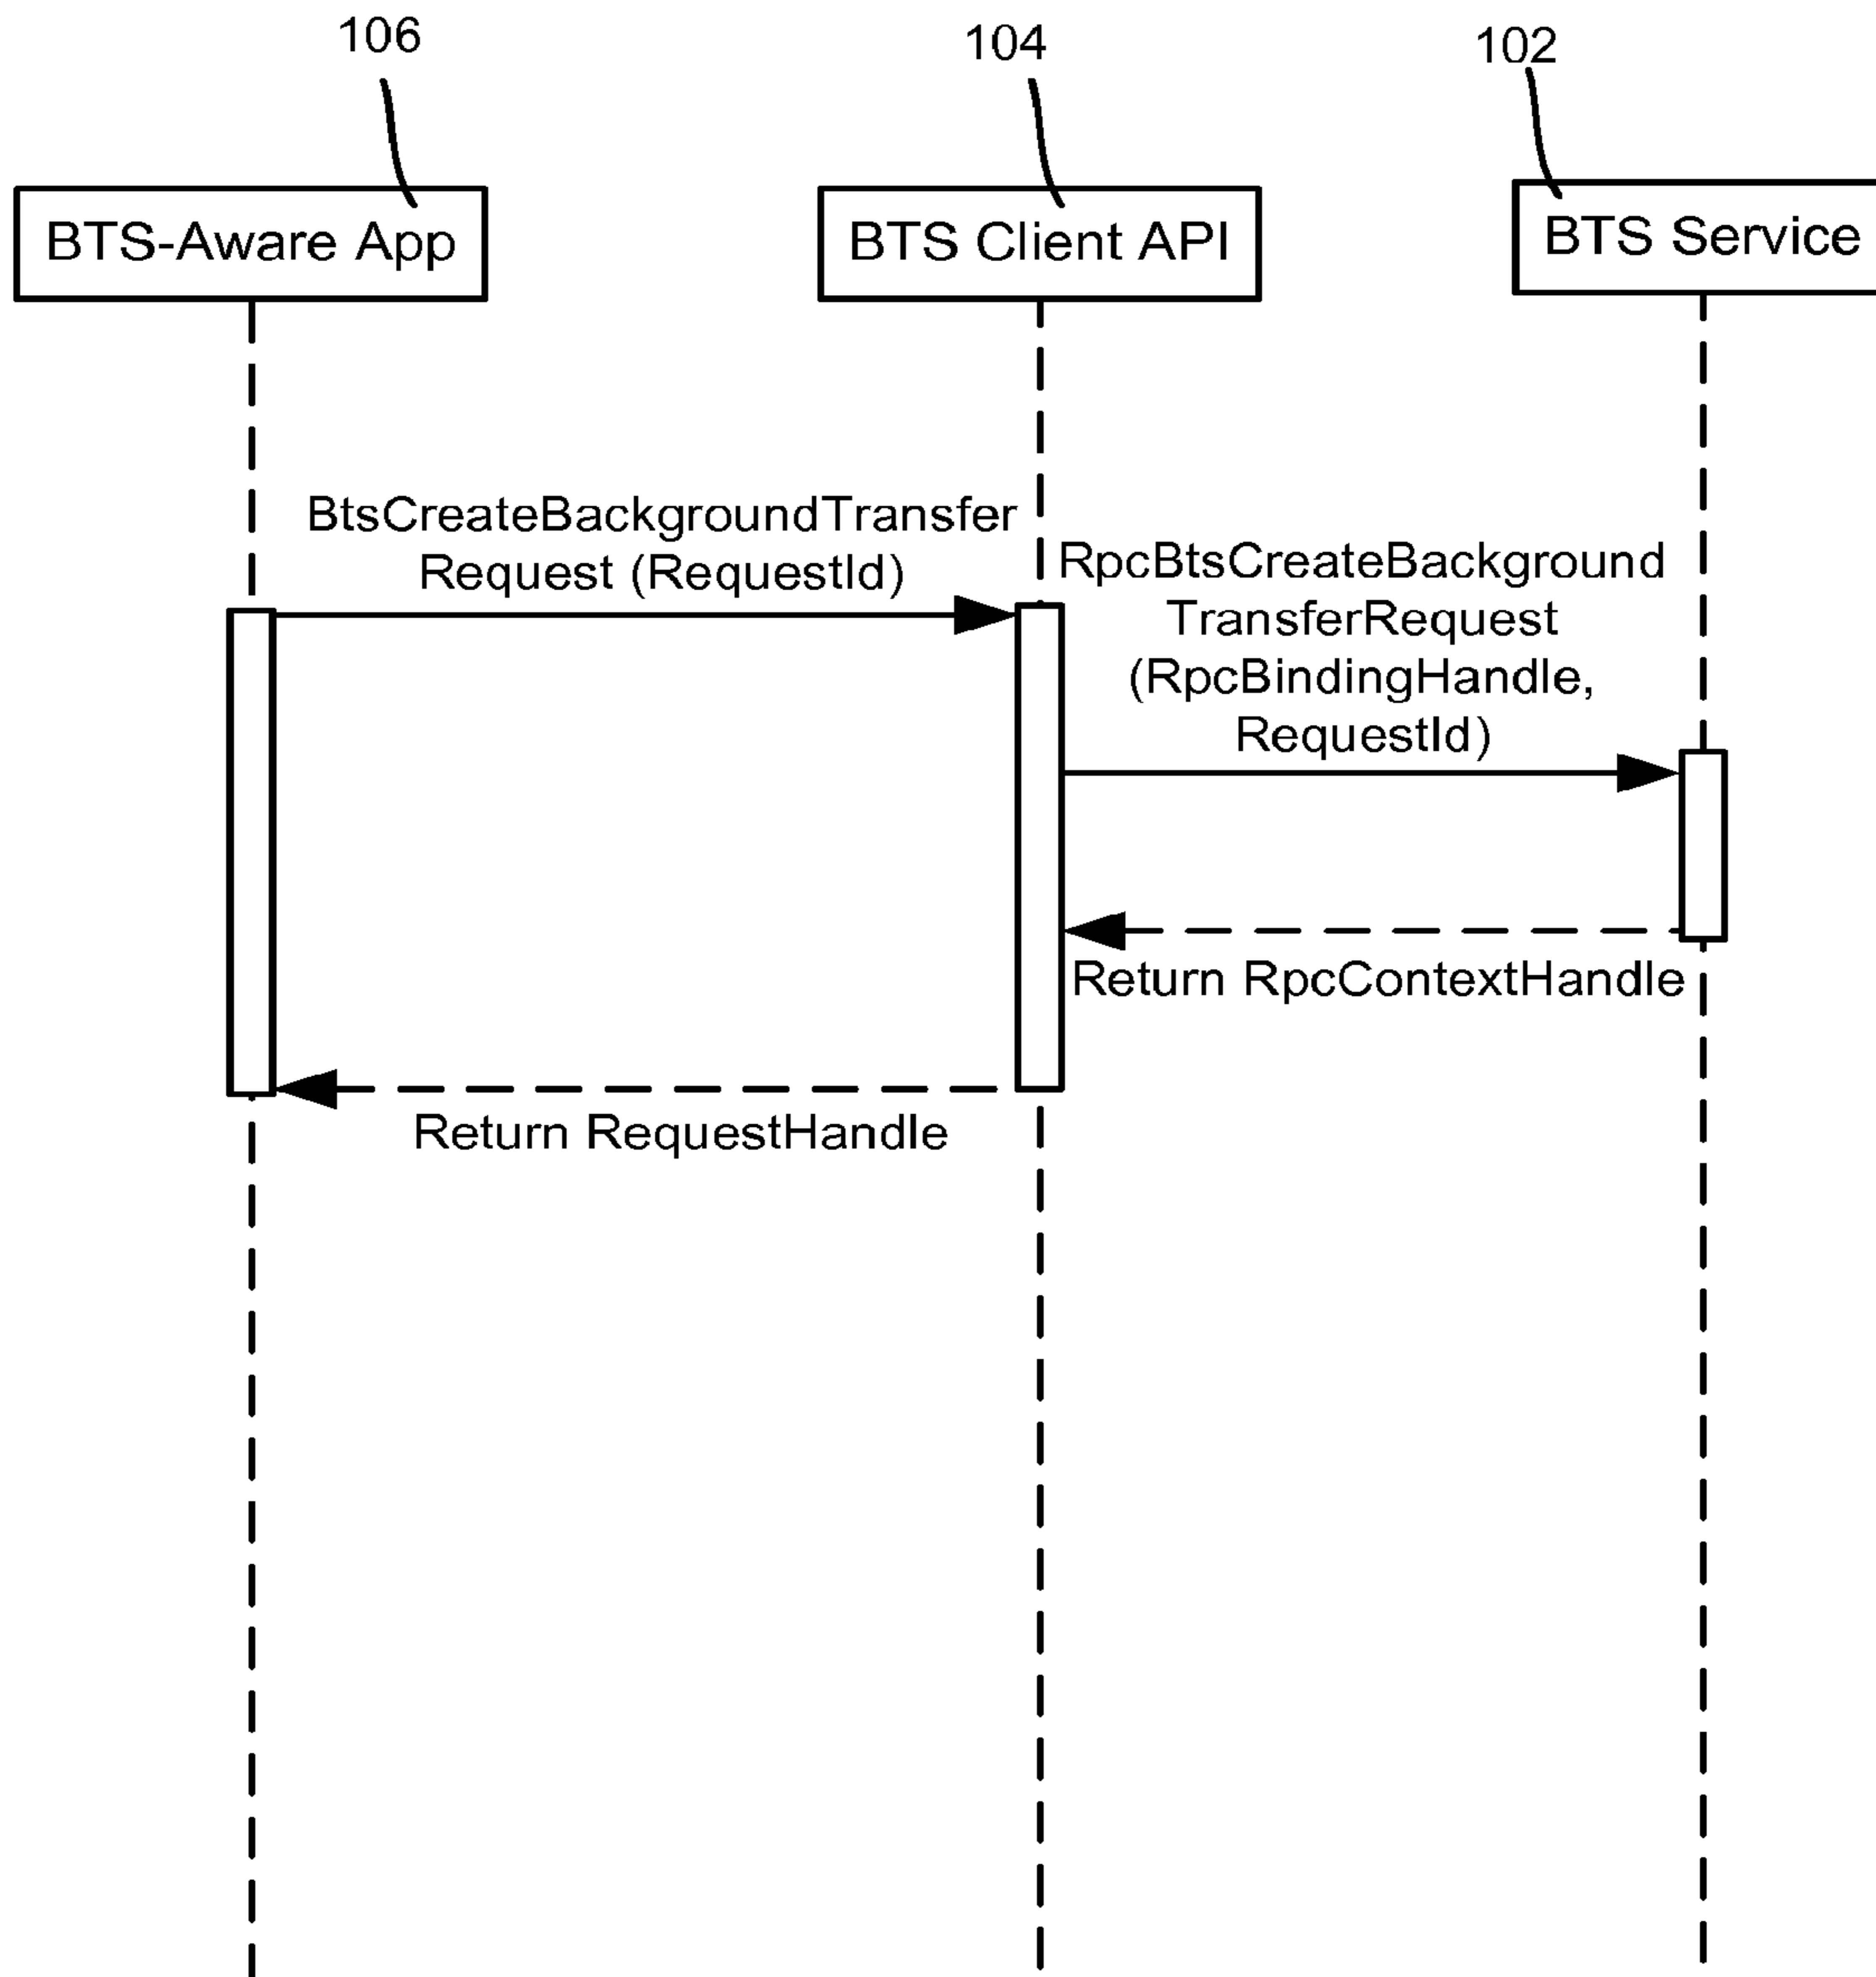 106
104
102
BTS-Aware App
BTS Client API
BTS Service
BtsCreateBackgroundTransfer
Request (RequestId)
RpcBtsCreateBackground
TransferRequest
(RpcBindingHandle,
RequestId)
Return RpcContextHandle
Return RequestHandle